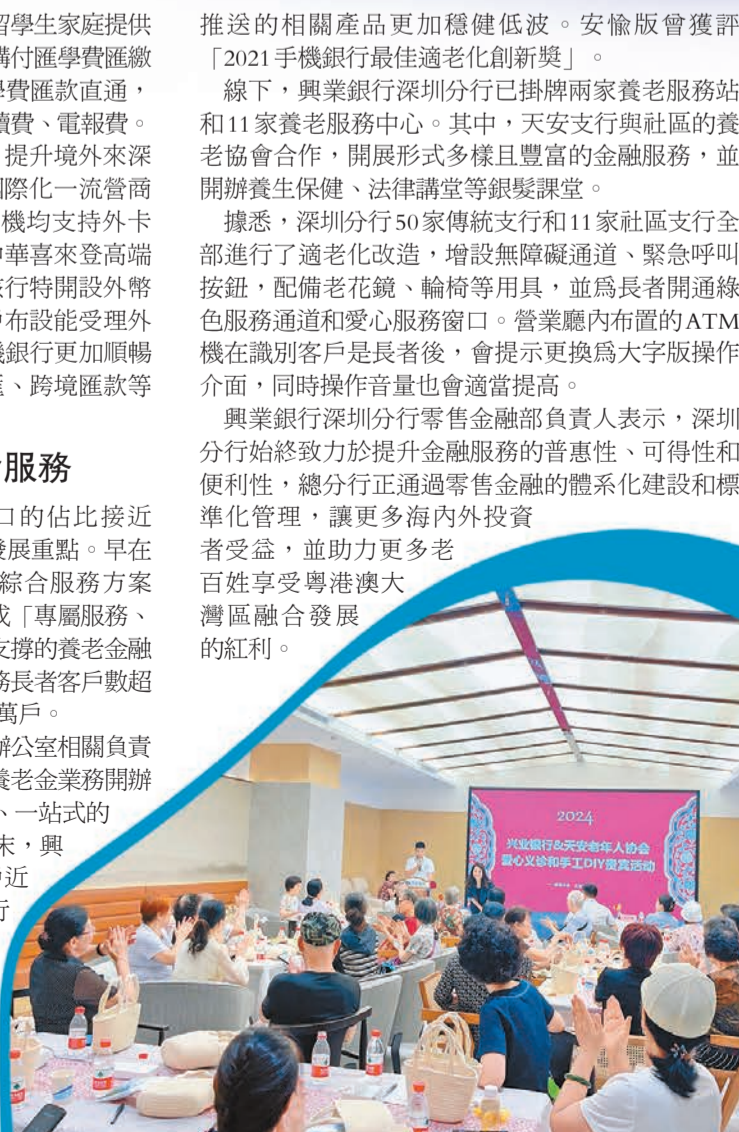 留學生家庭提供
購付匯學費匯繳
學費匯款直通，
續費、電報費。
提升境外來深
國際化一流營商
機均支持外卡
中華喜來登高端
該行特開設外幣
布設能受理外
機銀行更加順暢
匯、跨境匯款等
服務
口的佔比接近
發展重點。早在
綜合服務方案
成「專屬服務、
支撐的養老金融
務長者客戶數超
萬戶。
辦公室相關負責
養老金業務開辦
、一站式的
末，興
近
行
推送的相關產品更加穩健低波。安愉版曾獲評
「2021手機銀行最佳適老化創新獎」。
線下，興業銀行深圳分行已掛牌兩家養老服務站
和11家養老服務中心。其中，天安支行與社區的養
老協會合作，開展形式多樣且豐富的金融服務，並
開辦養生保健、法律講堂等銀髮課堂。
據悉，深圳分行50家傳統支行和11家社區支行全
部進行了適老化改造，增設無障礙通道、緊急呼叫
按鈕，配備老花鏡、輪椅等用具，並爲長者開通綠
色服務通道和愛心服務窗口。營業廳內布置的ATM
機在識別客戶是長者後，會提示更換爲大字版操作
介面，同時操作音量也會適當提高。
興業銀行深圳分行零售金融部負責人表示，深圳
分行始終致力於提升金融服務的普惠性、可得性和
便利性，總分行正通過零售金融的體系化建設和標
準化管理，讓更多海內外投資
者受益，並助力更多老
百姓享受粵港澳大
灣區融合發展
的紅利。
2024
兴业银行&天安老年人协会
爱心义诊和手工DIY赏活动